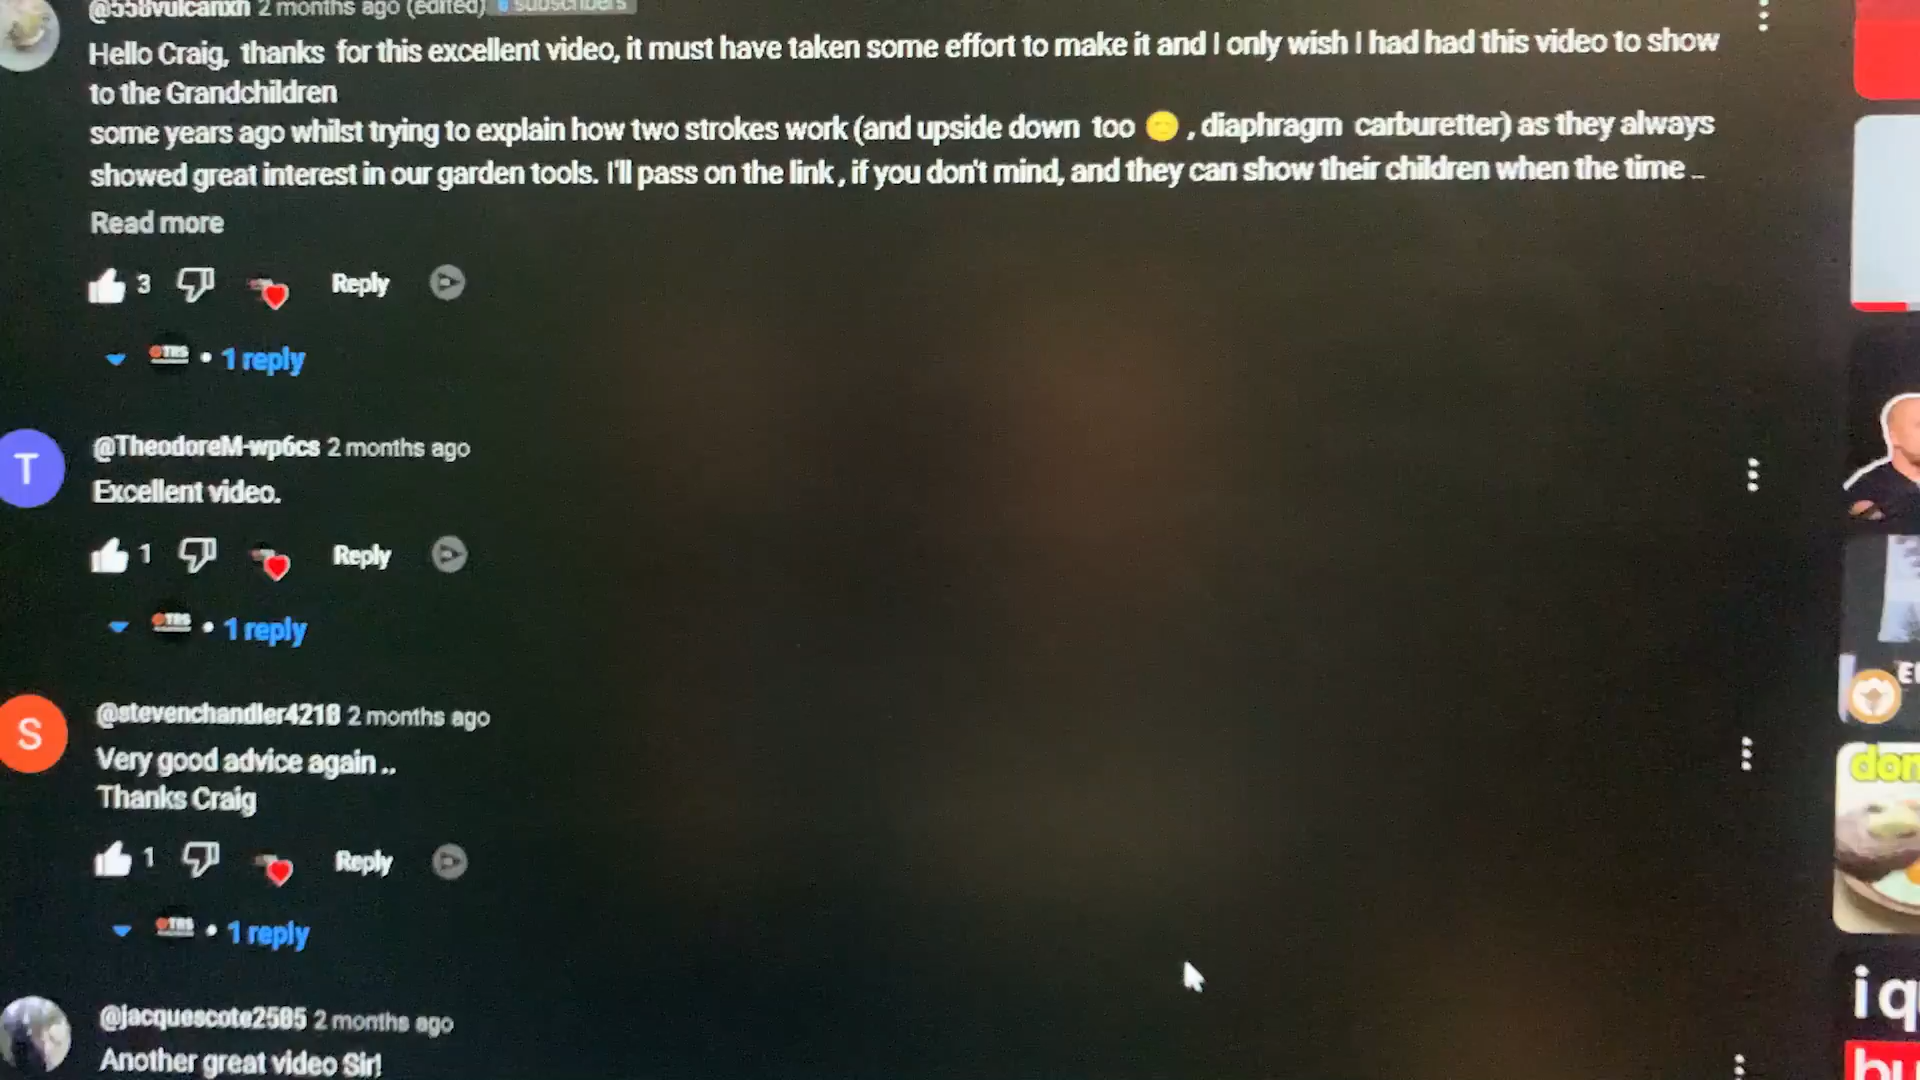 @558vulcanxh 2 months ago (edited) subscribers
Hello Craig, thanks for this excellent video, it must have taken some effort to make it and I only wish I had had this video to show
to the Grandchildren
some years ago whilst trying to explain how two strokes work (and upside down too 😊, diaphragm carburetter) as they always
showed great interest in our garden tools. I'll pass on the link, if you don't mind, and they can show their children when the time ..
Read more
3 Reply
TRS • 1 reply
T
@TheodoreM-wp6cs 2 months ago
Excellent video.
1 Reply
TRS • 1 reply
S
@stevenchandler4218 2 months ago
Very good advice again ..
Thanks Craig
1 Reply
TRS • 1 reply
@jacquescote2585 2 months ago
Another great video Sir!
don
i q
bu